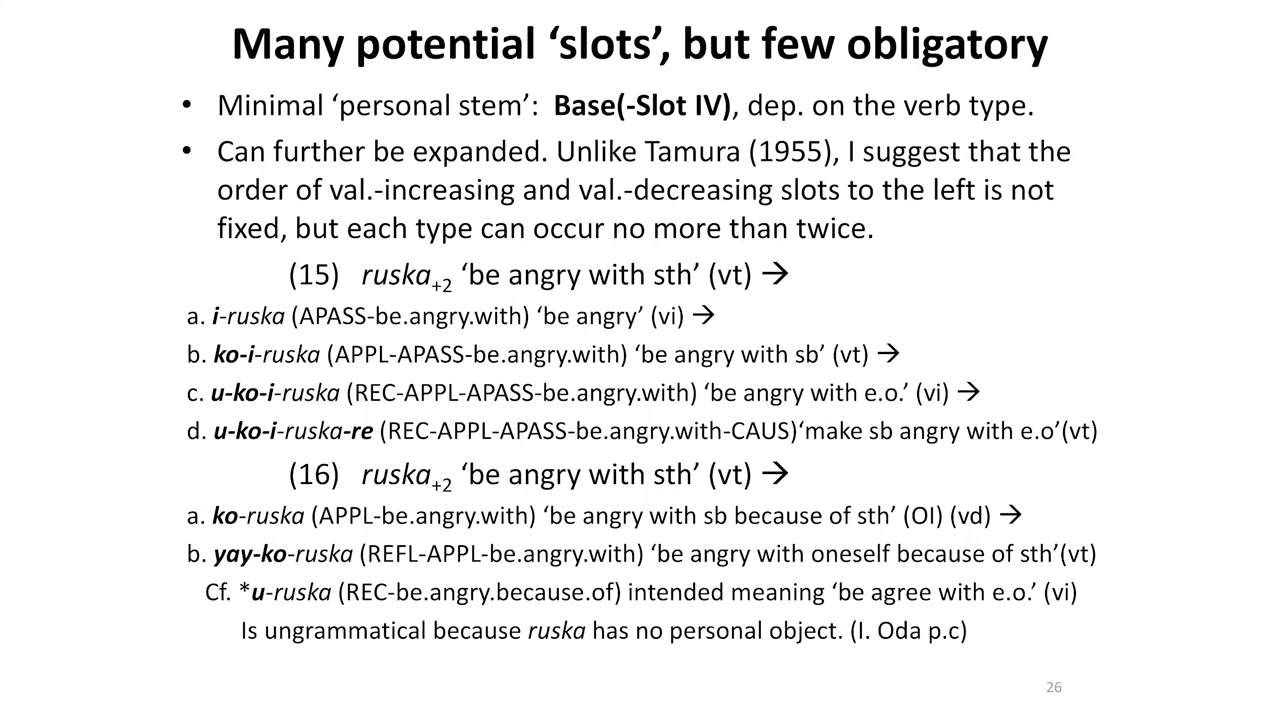 Many potential ‘slots’, but few obligatory
• Minimal ‘personal stem’: Base(-Slot IV), dep. on the verb type.
• Can further be expanded. Unlike Tamura (1955), I suggest that the
order of val.-increasing and val.-decreasing slots to the left is not
fixed, but each type can occur no more than twice.
(15) ruska+2 ‘be angry with sth’ (vt) →
a. i-ruska (APASS-be.angry.with) ‘be angry’ (vi) →
b. ko-i-ruska (APPL-APASS-be.angry.with) ‘be angry with sb’ (vt) →
c. u-ko-i-ruska (REC-APPL-APASS-be.angry.with) ‘be angry with e.o.’ (vi) →
d. u-ko-i-ruska-re (REC-APPL-APASS-be.angry.with-CAUS)‘make sb angry with e.o’(vt)
(16) ruska+2 ‘be angry with sth’ (vt) →
a. ko-ruska (APPL-be.angry.with) ‘be angry with sb because of sth’ (OI) (vd) →
b. yay-ko-ruska (REFL-APPL-be.angry.with) ‘be angry with oneself because of sth’(vt)
Cf. *u-ruska (REC-be.angry.because.of) intended meaning ‘be agree with e.o.’ (vi)
Is ungrammatical because ruska has no personal object. (I. Oda p.c)
26